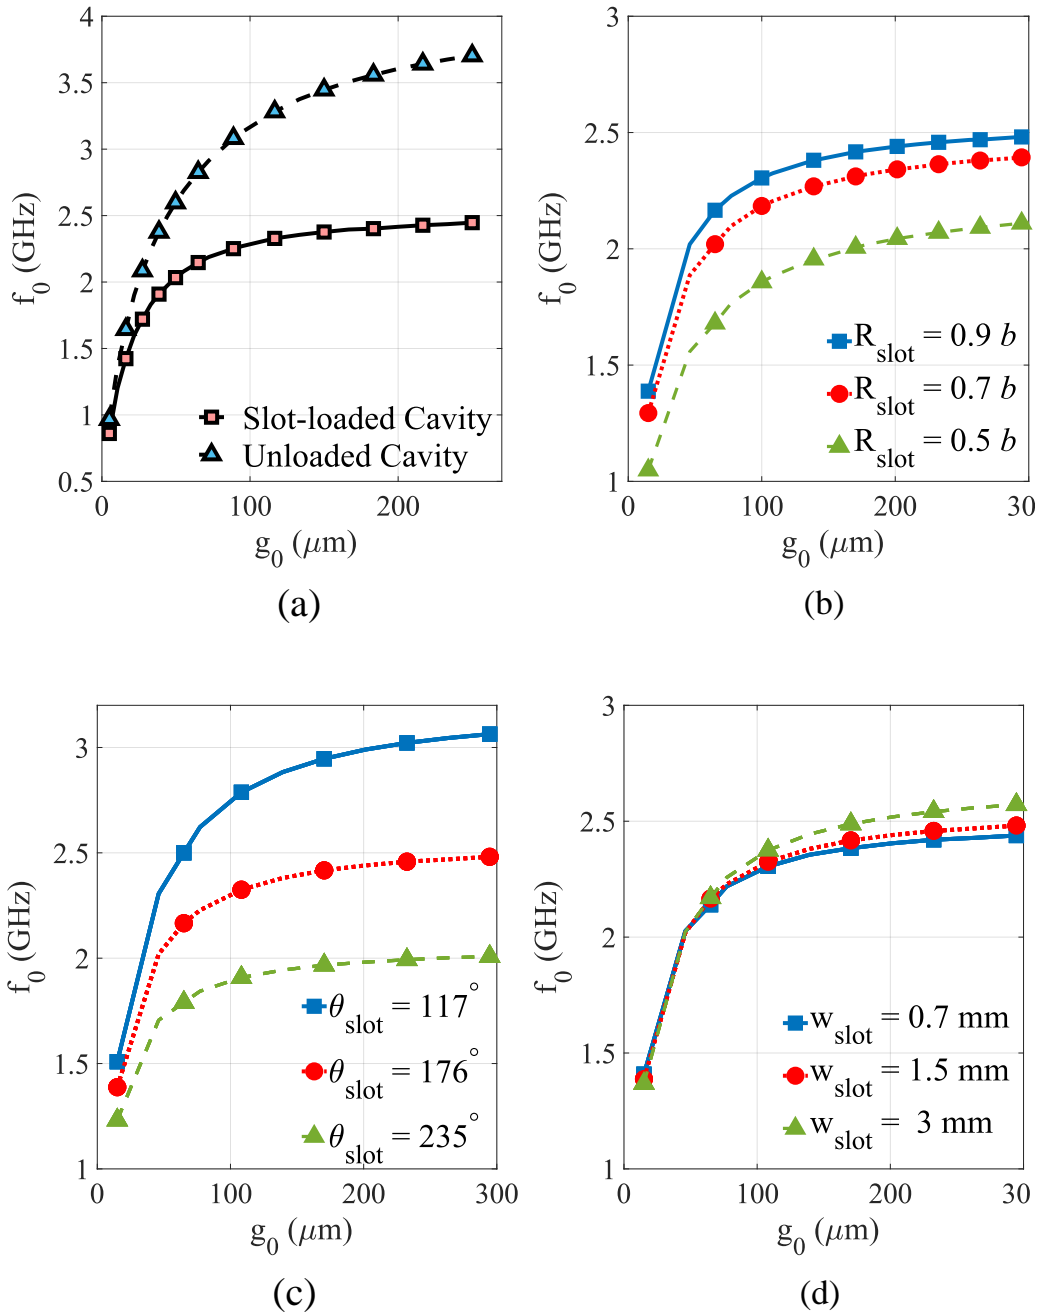 4
3.5
3
2.5
2
1.5
1
0.5
0
100
200
f0 (GHz)
g0 (μm)
Slot-loaded Cavity
Unloaded Cavity
(a)
3
2.5
2
1.5
1
0
100
200
30
f0 (GHz)
g0 (μm)
Rslot = 0.9 b
Rslot = 0.7 b
Rslot = 0.5 b
(b)
3
2.5
2
1.5
1
0
100
200
300
f0 (GHz)
g0 (μm)
θslot = 117°
θslot = 176°
θslot = 235°
(c)
3
2.5
2
1.5
1
0
100
200
30
f0 (GHz)
g0 (μm)
wslot = 0.7 mm
wslot = 1.5 mm
wslot = 3 mm
(d)